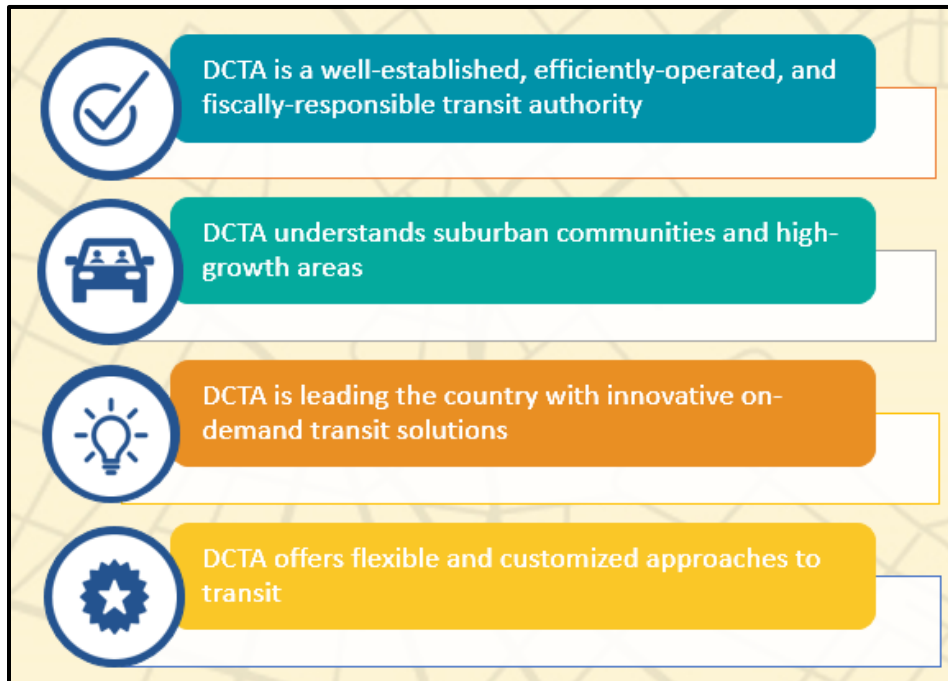 DCTA is a well-established, efficiently-operated, and
fiscally-responsible transit authority
DCTA understands suburban communities and high-
growth areas
DCTA is leading the country with innovative on-
demand transit solutions
DCTA offers flexible and customized approaches to
transit